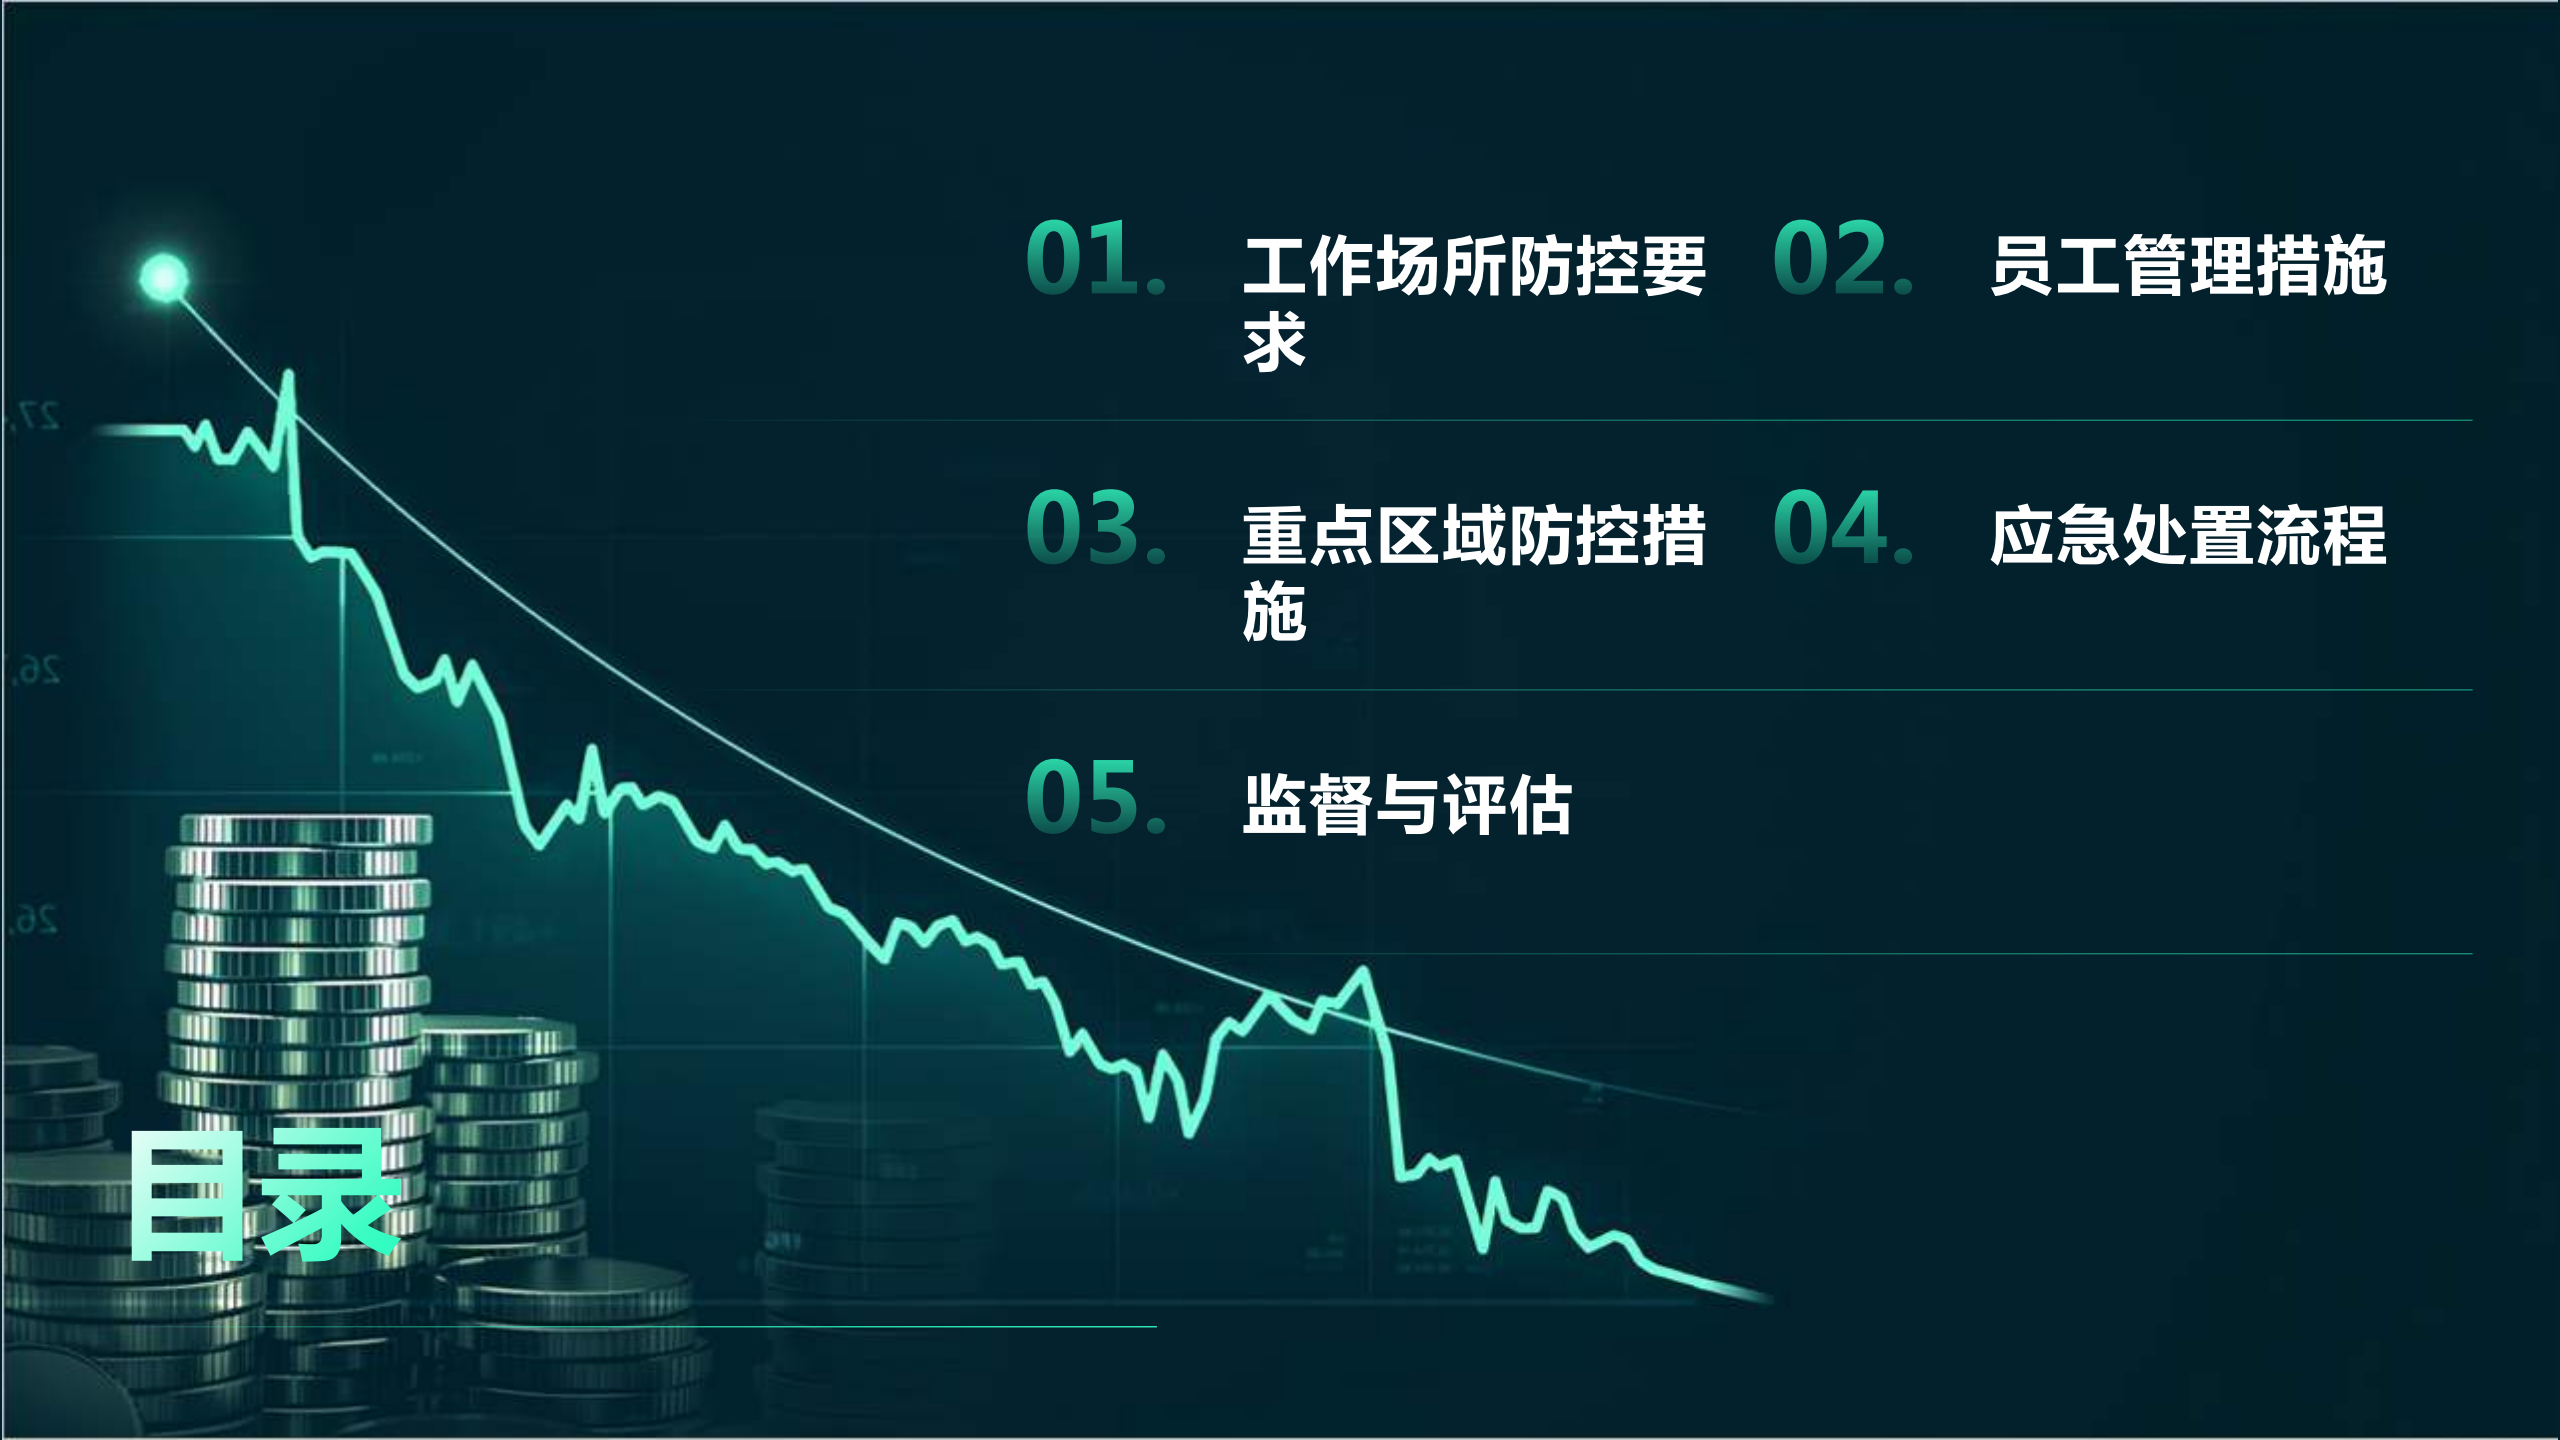 01. 工作场所防控要
求
02. 员工管理措施
03. 重点区域防控措
施
04. 应急处置流程
05. 监督与评估
目录